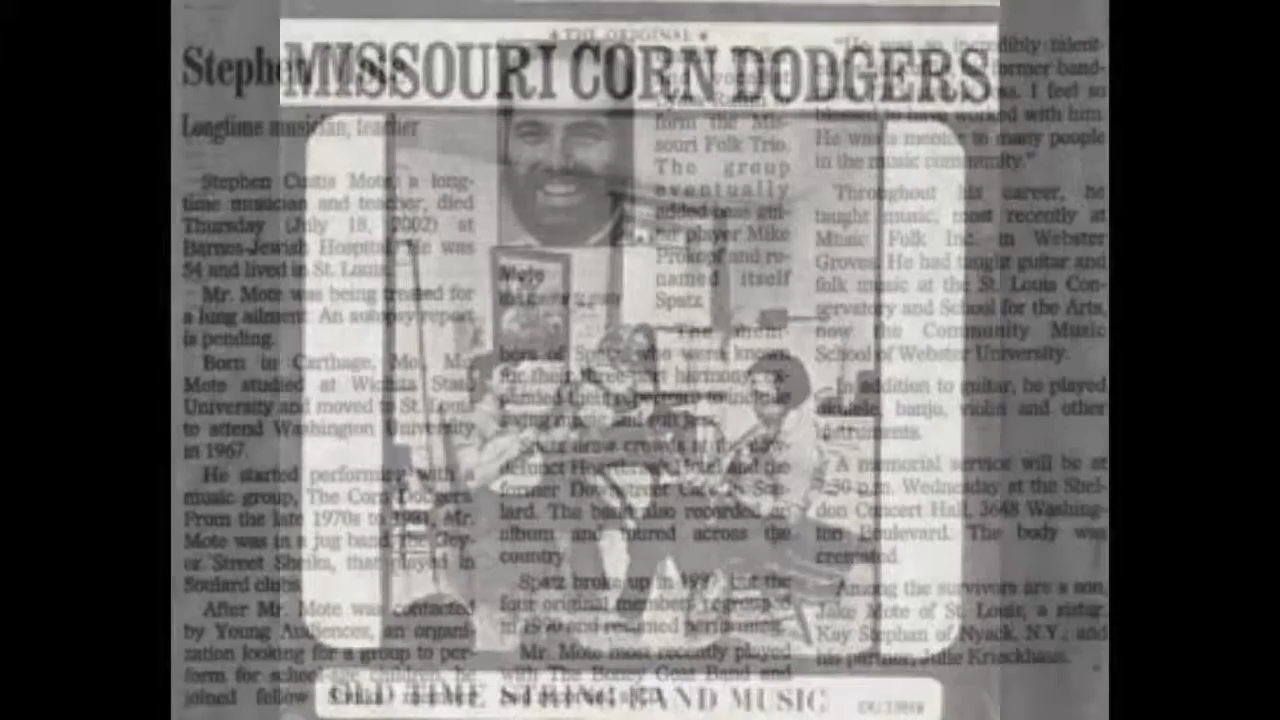 ★ THE ORIGINAL ★
MISSOURI CORN DODGERS
Stephen
Longtime musician, teacher
Stephen Custis Mote, a long-
time musician and teacher, died
Thursday (July 18, 2002) at
Barnes-Jewish Hospital. He was
54 and lived in St. Louis.
Mr. Mote was being treated for
a lung ailment. An autopsy report
is pending.
Born in Carthage, Mo., Mr.
Mote studied at Wichita State
University and moved to St. Louis
to attend Washington University
in 1967.
He started performing with a
music group, The Corn Dodgers.
From the late 1970s to 1981, Mr.
Mote was in a jug band, the Gey-
er Street Sheiks, that played in
Soulard clubs.
After Mr. Mote was contacted
by Young Audiences, an organi-
zation looking for a group to per-
form for school-age children, he
joined fellow
Mote
form the Mis-
souri Folk Trio.
The group
eventually
added bass gui-
tar player Mike
Prokopf and re-
named itself
Spatz.
The mem-
bers of Spatz, who were known
for their three-part harmony, ex-
panded their repertoire to include
swing music and soft jazz.
Spatz drew crowds at the now-
defunct Heartbreak Hotel and the
former Downstreet Cafe in Sou-
lard. The band also recorded an
album and toured across the
country.
Spatz broke up in 1987, but the
four original members regrouped
in 1990 and resumed performing.
Mr. Mote most recently played
with The Boney Goat Band and
"He was so incredibly talent-
former band-
I feel so
blessed to have worked with him.
He was a mentor to many people
in the music community."
Throughout his career, he
taught music, most recently at
Music Folk Inc. in Webster
Groves. He had taught guitar and
folk music at the St. Louis Con-
servatory and School for the Arts,
now the Community Music
School of Webster University.
In addition to guitar, he played
ukulele, banjo, violin and other
instruments.
A memorial service will be at
7:30 p.m. Wednesday at the Shel-
don Concert Hall, 3648 Washing-
ton Boulevard. The body was
cremated.
Among the survivors are a son,
Jake Mote of St. Louis, a sister,
Kay Stephan of Nyack, N.Y., and
his partner, Julie Krieckhaus.
OLD TIME STRING BAND MUSIC